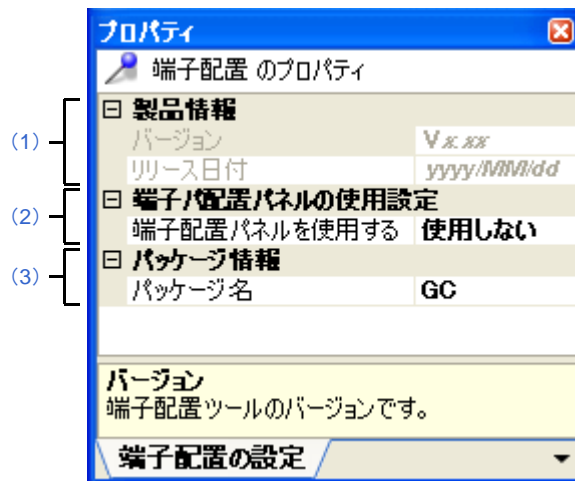 プロパティ
端子配置 のプロパティ
(1)
製品情報
バージョン Vx.xx
リリース日付 yyyy/MM/dd
(2)
端子パ配置パネルの使用設定
端子配置パネルを使用する 使用しない
(3)
パッケージ情報
パッケージ名 GC
バージョン
端子配置ツールのバージョンです。
端子配置の設定